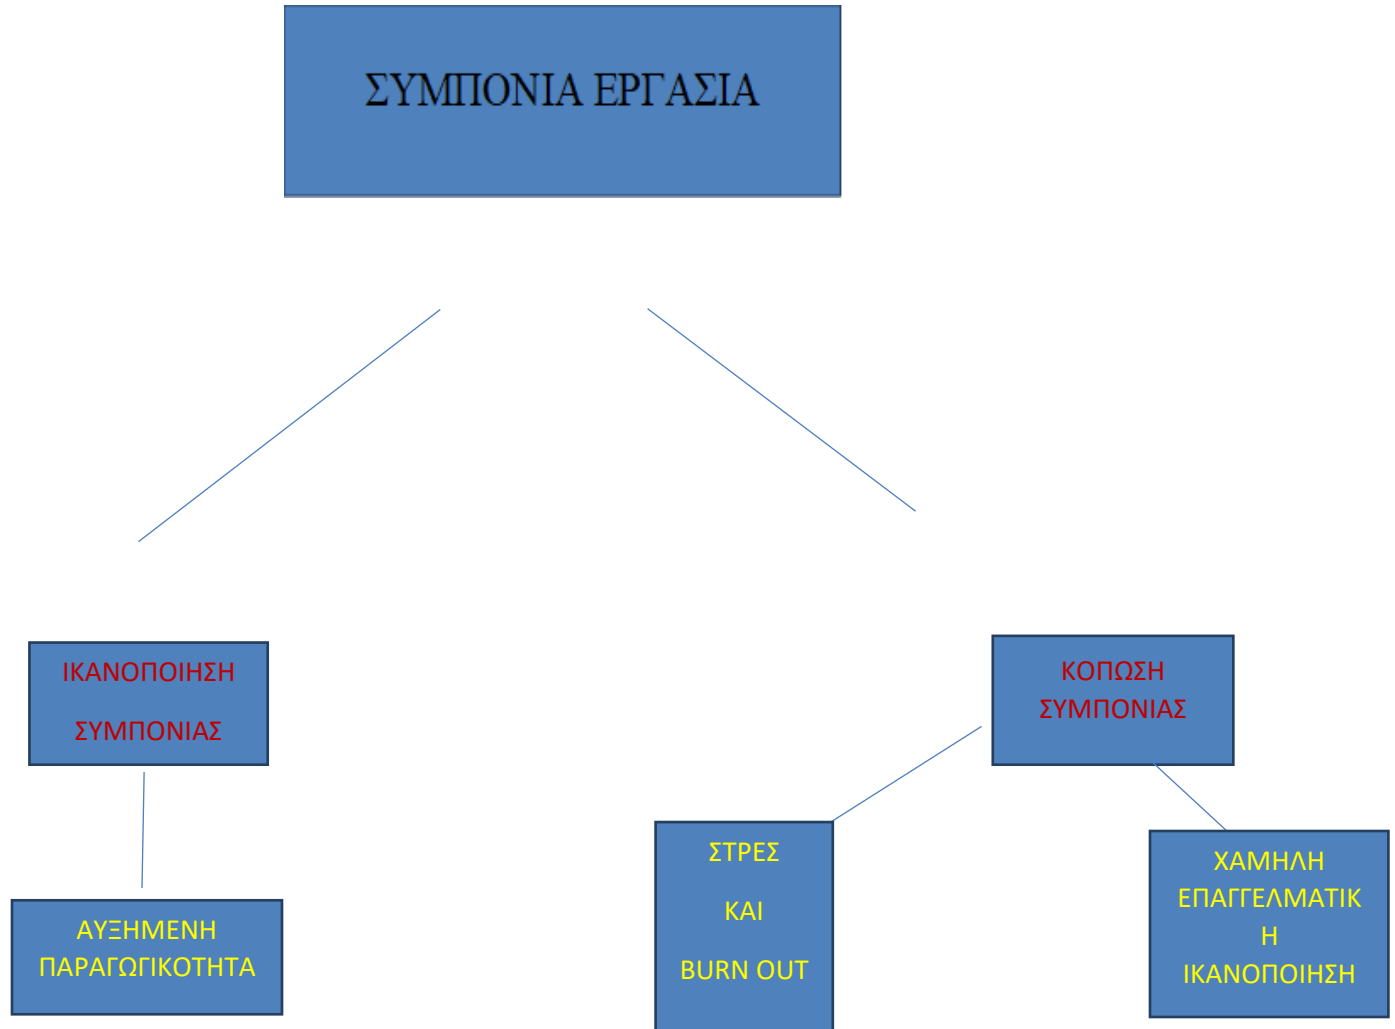 ΣΥΜΠΟΝΙΑ ΕΡΓΑΣΙΑ
ΙΚΑΝΟΠΟΙΗΣΗ
ΣΥΜΠΟΝΙΑΣ
ΚΟΠΩΣΗ
ΣΥΜΠΟΝΙΑΣ
ΑΥΞΗΜΕΝΗ
ΠΑΡΑΓΩΓΙΚΟΤΗΤΑ
ΣΤΡΕΣ
ΚΑΙ
BURN OUT
ΧΑΜΗΛΗ
ΕΠΑΓΓΕΛΜΑΤΙΚ
Η
ΙΚΑΝΟΠΟΙΗΣΗ